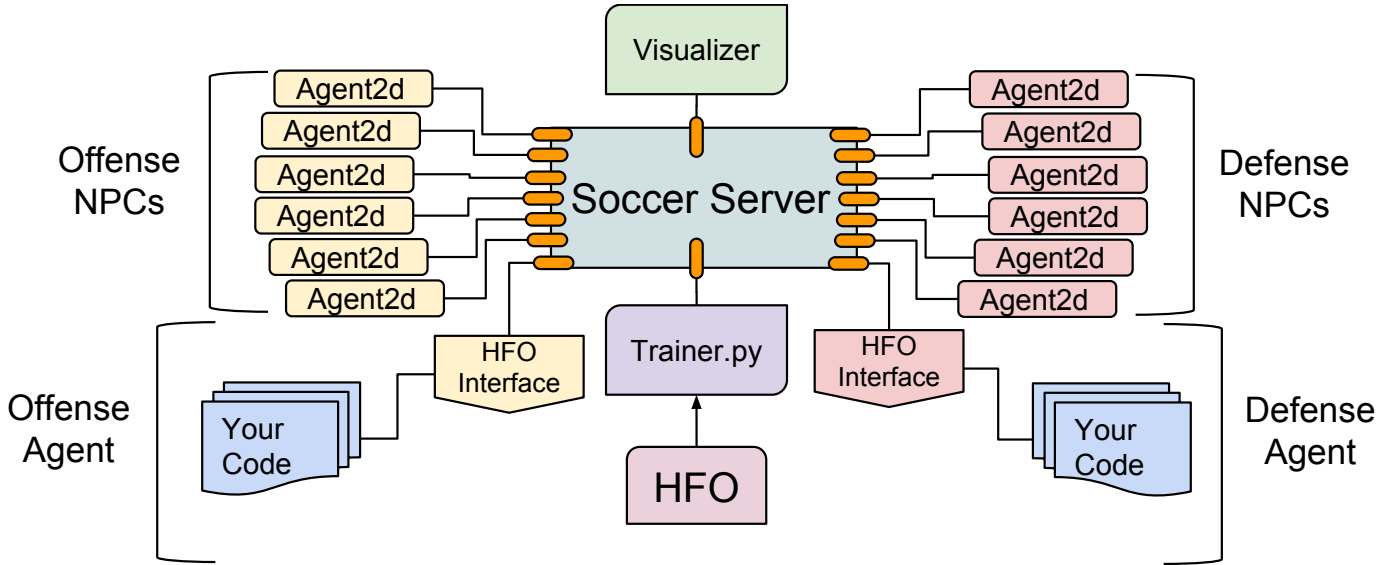 Visualizer
Offense
NPCs
Agent2d
Agent2d
Agent2d
Agent2d
Agent2d
Agent2d
Soccer Server
Agent2d
Agent2d
Agent2d
Agent2d
Agent2d
Agent2d
Defense
NPCs
Offense
Agent
Your
Code
HFO
Interface
Trainer.py
HFO
HFO
Interface
Your
Code
Defense
Agent